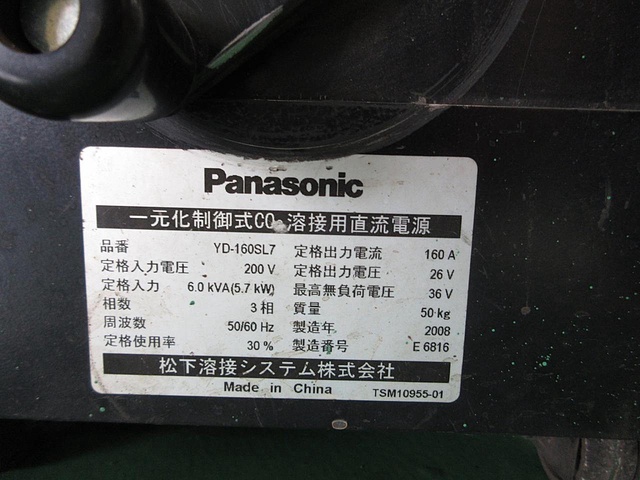 Panasonic
一元化制御式CO₂溶接用直流電源
品番 YD-160SL7 定格出力電流 160 A
定格入力電圧 200 V 定格出力電圧 26 V
定格入力 6.0 kVA(5.7 kW) 最高無負荷電圧 36 V
相数 3 相 質量 50 kg
周波数 50/60 Hz 製造年 2008
定格使用率 30 % 製造番号 E 6816
松下溶接システム株式会社
Made in China TSM10955-01